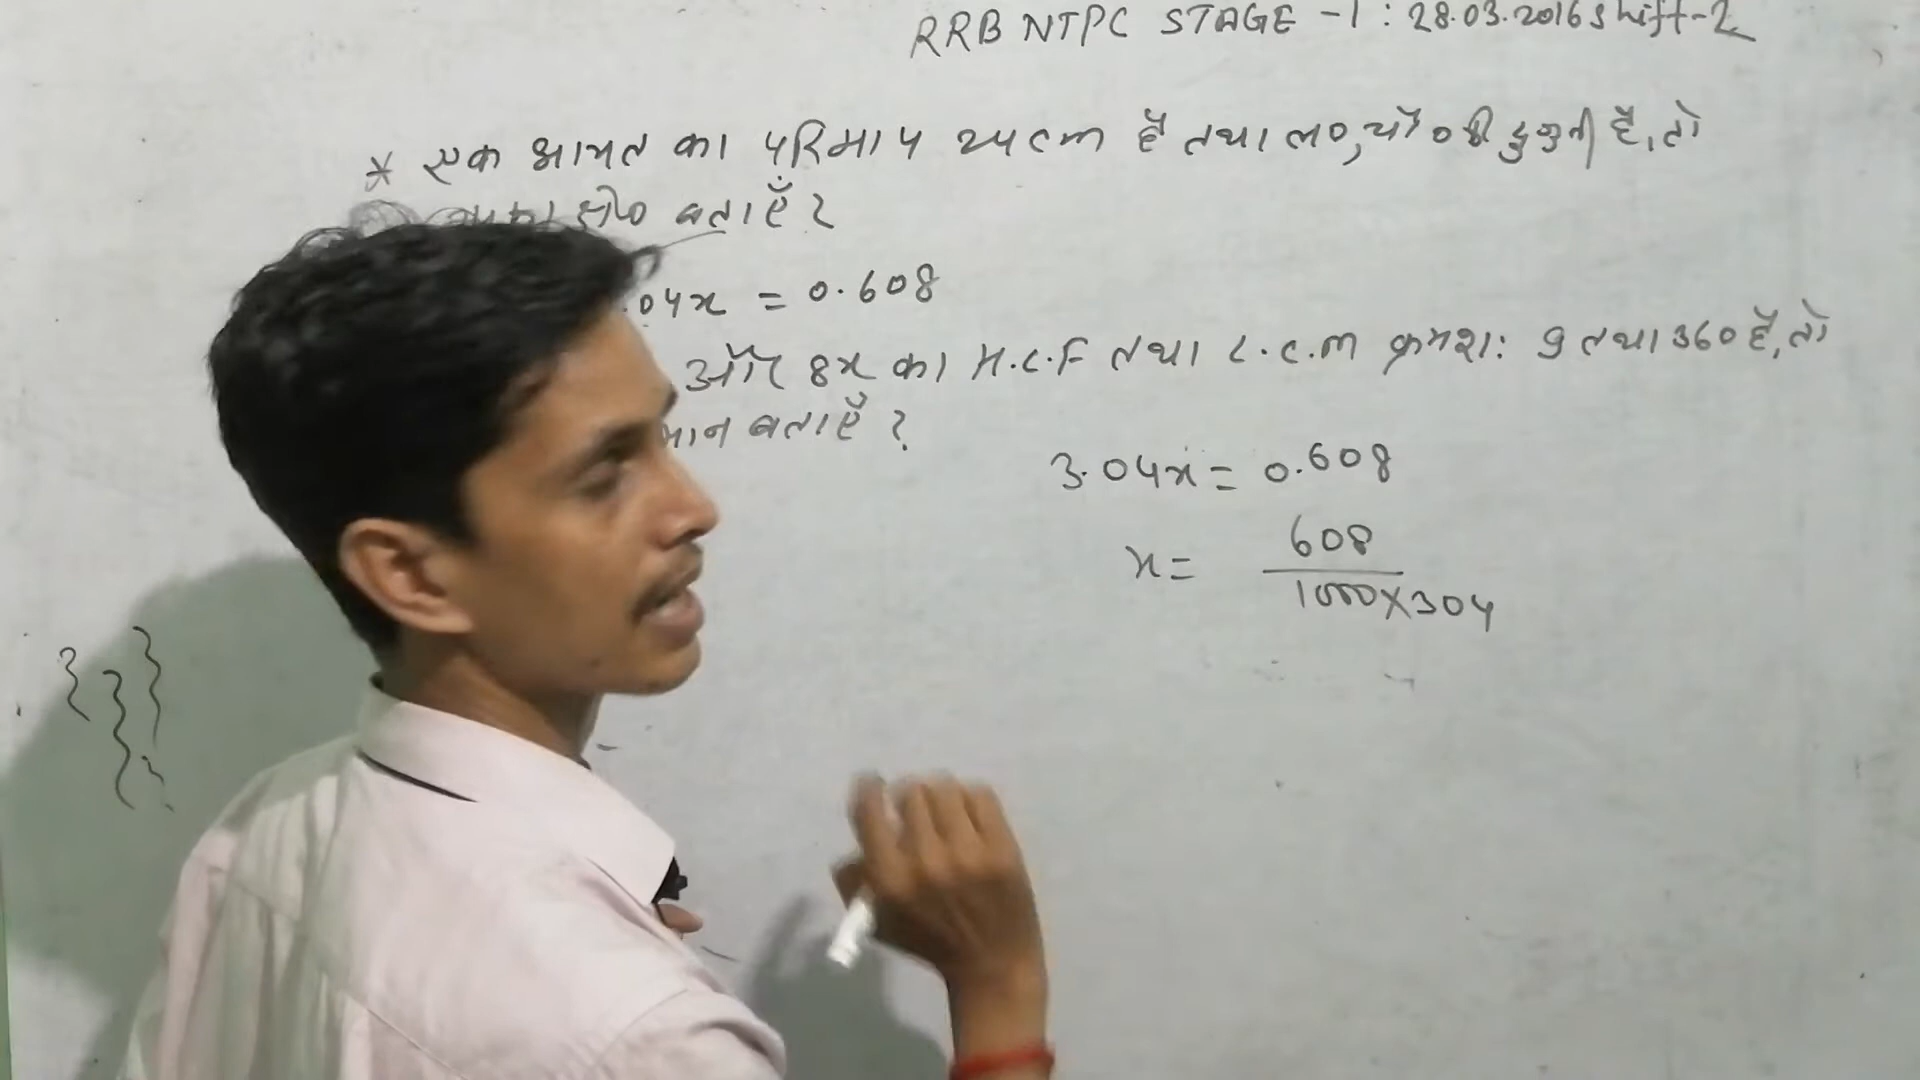 RRB NTPC STAGE -1 : 28.03.2016 shift-2
* एक आयत का परिमाप 24cm है तथा ल०, चौ० की दुगुनी है, तो
क्षे० बताएँ ?
.04x = 0.608
और 8x का H.C.F तथा L.C.M क्रमश: 9 तथा 360 है, तो
मान बताएँ ?
3.04x = 0.608
x = 608
1000×304